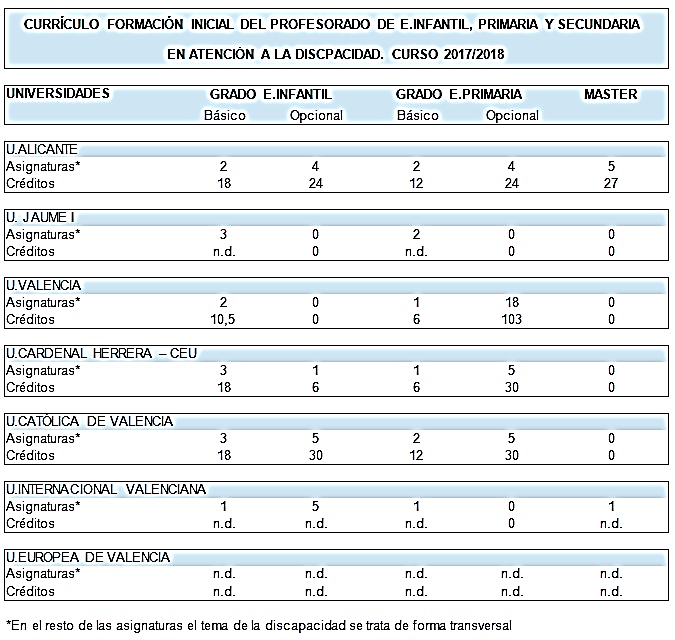 CURRÍCULO FORMACIÓN INICIAL DEL PROFESORADO DE E.INFANTIL, PRIMARIA Y SECUNDARIA
EN ATENCIÓN A LA DISCPACIDAD. CURSO 2017/2018
UNIVERSIDADES GRADO E.INFANTIL GRADO E.PRIMARIA MASTER
Básico Opcional Básico Opcional
U.ALICANTE
Asignaturas* 2 4 2 4 5
Créditos 18 24 12 24 27
U. JAUME I
Asignaturas* 3 0 2 0 0
Créditos n.d. 0 n.d. 0 0
U.VALENCIA
Asignaturas* 2 0 1 18 0
Créditos 10,5 0 6 103 0
U.CARDENAL HERRERA – CEU
Asignaturas* 3 1 1 5 0
Créditos 18 6 6 30 0
U.CATÓLICA DE VALENCIA
Asignaturas* 3 5 2 5 0
Créditos 18 30 12 30 0
U.INTERNACIONAL VALENCIANA
Asignaturas* 1 5 1 0 1
Créditos n.d. n.d. n.d. 0 n.d.
U.EUROPEA DE VALENCIA
Asignaturas* n.d. n.d. n.d. n.d. n.d.
Créditos n.d. n.d. n.d. n.d. n.d.
*En el resto de las asignaturas el tema de la discapacidad se trata de forma transversal